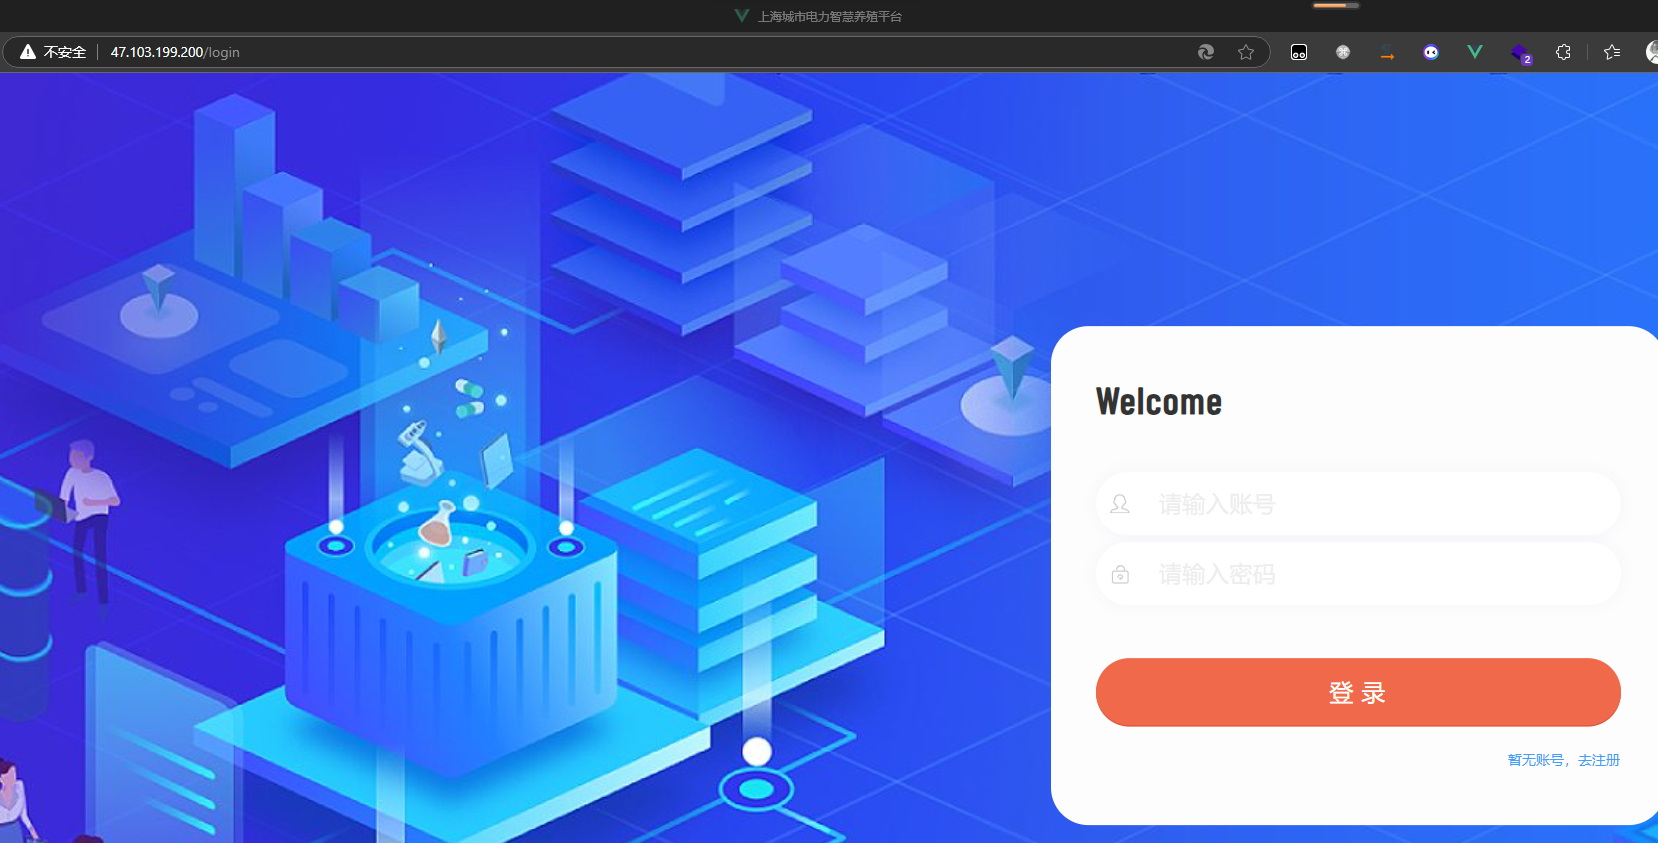 上海城市电力智慧养殖平台
不安全
47.103.199.200/login
2
Welcome
请输入账号
请输入密码
登 录
暂无账号，去注册